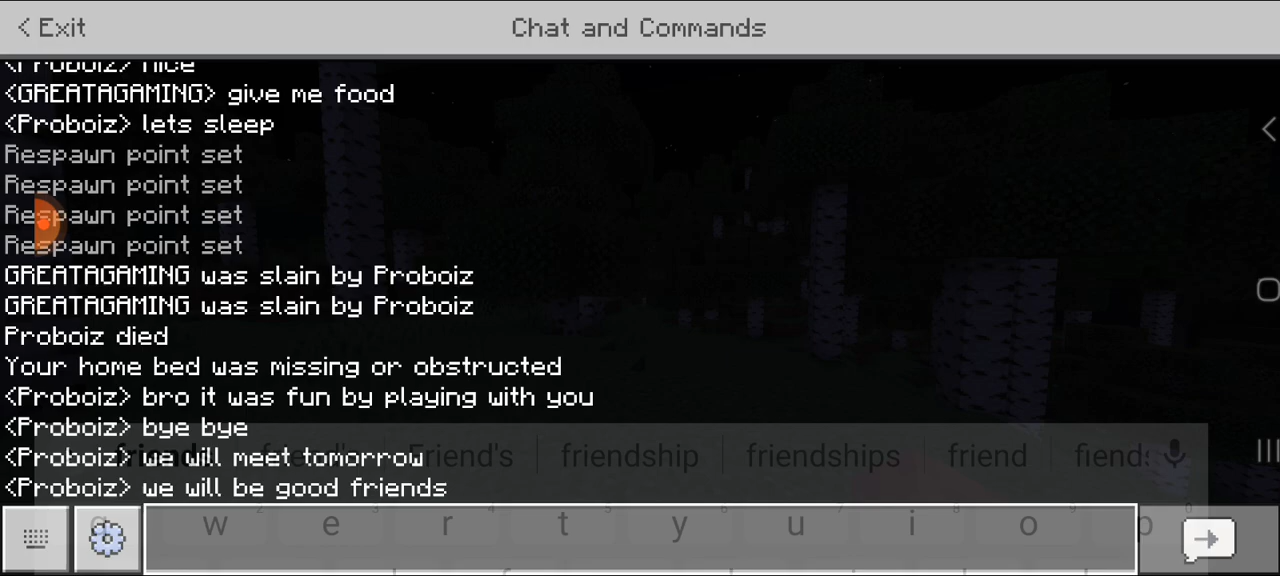 < Exit
Chat and Commands
<Proboiz> nice
<GREATAGAMING> give me food
<Proboiz> lets sleep
Respawn point set
Respawn point set
Respawn point set
Respawn point set
GREATAGAMING was slain by Proboiz
GREATAGAMING was slain by Proboiz
Proboiz died
Your home bed was missing or obstructed
<Proboiz> bro it was fun by playing with you
<Proboiz> bye bye
<Proboiz> we will meet tomorrow
Friend's friendship friendships friend
<Proboiz> we will be good friends
w e r t y u i o p